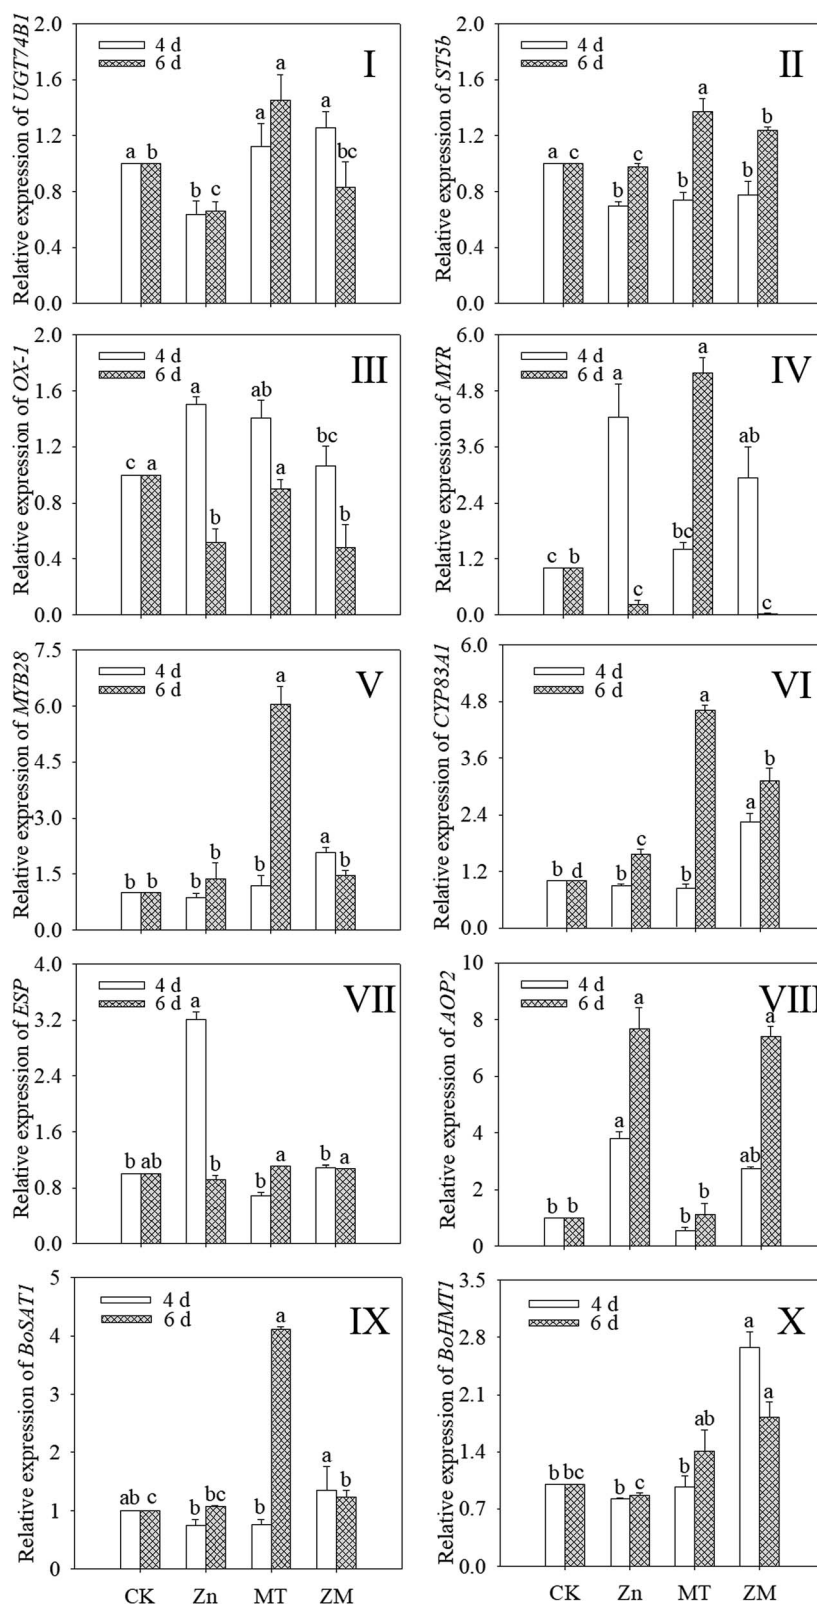 Relative expression of UGT74B1
2.0
1.6
1.2
0.8
0.4
0.0
4 d
6 d
I
a b
b c
a a
a bc
Relative expression of ST5b
2.0
1.6
1.2
0.8
0.4
0.0
4 d
6 d
II
a c
b c
b a
b b
Relative expression of OX-1
2.0
1.6
1.2
0.8
0.4
0.0
4 d
6 d
III
c a
a b
ab a
bc b
Relative expression of MYR
6.0
4.8
3.6
2.4
1.2
0.0
4 d
6 d
IV
c b
a c
bc a
ab c
Relative expression of MYB28
7.5
6.0
4.5
3.0
1.5
0.0
4 d
6 d
V
b b
b b
b a
a b
Relative expression of CYP83A1
6.0
4.8
3.6
2.4
1.2
0.0
4 d
6 d
VI
b d
b c
b a
a b
Relative expression of ESP
4.0
3.2
2.4
1.6
0.8
0.0
4 d
6 d
VII
b ab
a b
b a
b a
Relative expression of AOP2
10
8
6
4
2
0
4 d
6 d
VIII
b b
a a
b b
ab a
Relative expression of BoSAT1
5
4
3
2
1
0
4 d
6 d
IX
ab c
b bc
b a
a b
CK Zn MT ZM
Relative expression of BoHMT1
3.5
2.8
2.1
1.4
0.7
0.0
4 d
6 d
X
b bc
b c
b ab
a a
CK Zn MT ZM